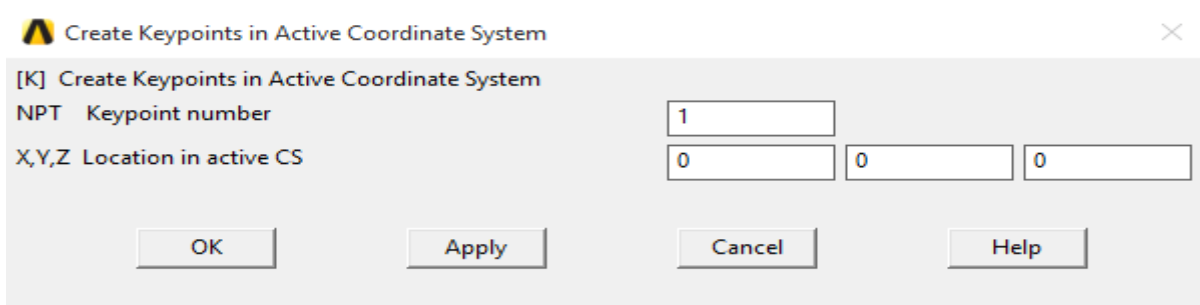 Create Keypoints in Active Coordinate System
[K] Create Keypoints in Active Coordinate System
NPT Keypoint number 1
X,Y,Z Location in active CS 0 0 0
OK Apply Cancel Help